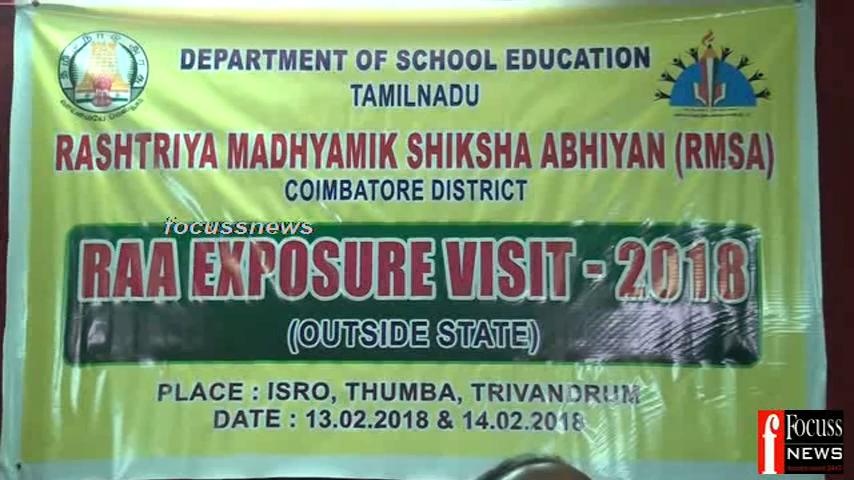 DEPARTMENT OF SCHOOL EDUCATION
TAMILNADU
RASHTRIYA MADHYAMIK SHIKSHA ABHIYAN (RMSA)
COIMBATORE DISTRICT
focussnews
RAA EXPOSURE VISIT - 2018
(OUTSIDE STATE)
PLACE : ISRO, THUMBA, TRIVANDRUM
DATE : 13.02.2018 & 14.02.2018
f FOCUSS
NEWS